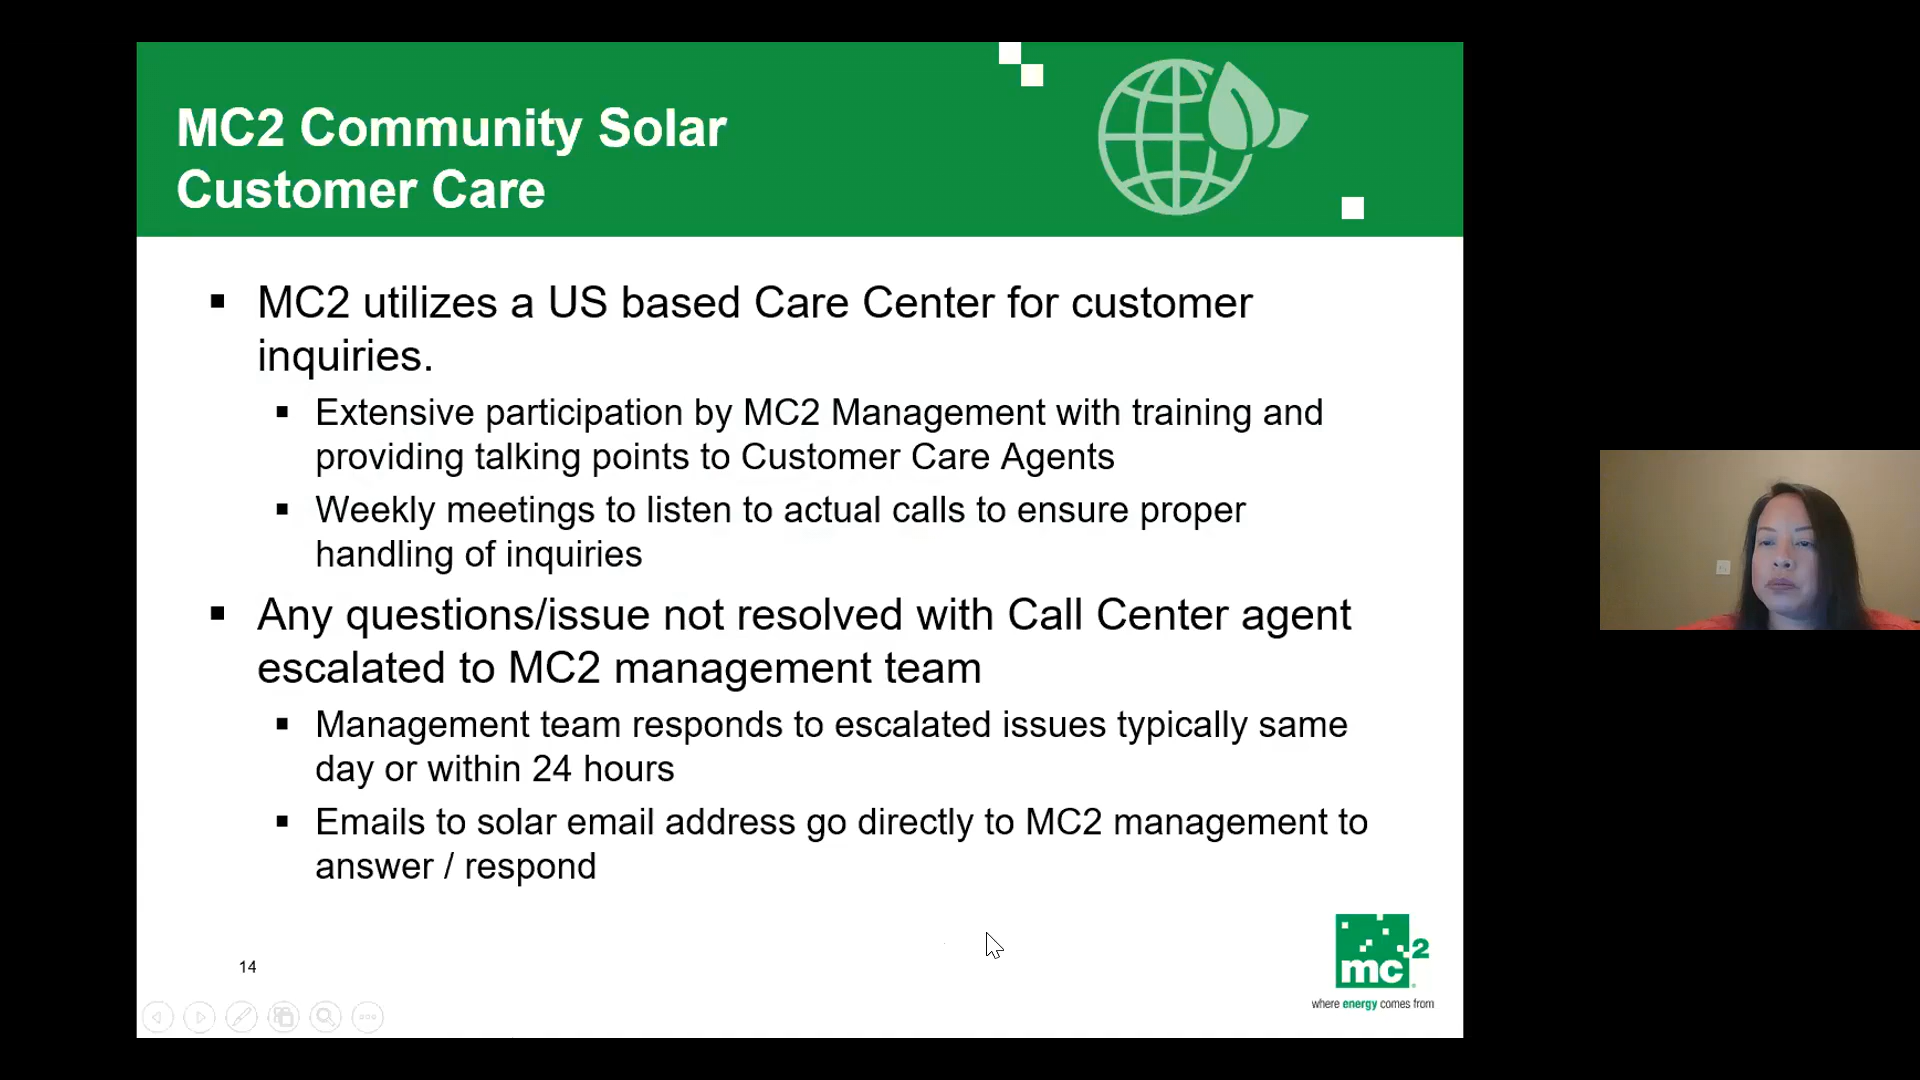 MC2 Community Solar
Customer Care
▪ MC2 utilizes a US based Care Center for customer
inquiries.
▪ Extensive participation by MC2 Management with training and
providing talking points to Customer Care Agents
▪ Weekly meetings to listen to actual calls to ensure proper
handling of inquiries
▪ Any questions/issue not resolved with Call Center agent
escalated to MC2 management team
▪ Management team responds to escalated issues typically same
day or within 24 hours
▪ Emails to solar email address go directly to MC2 management to
answer / respond
14
mc2
where energy comes from